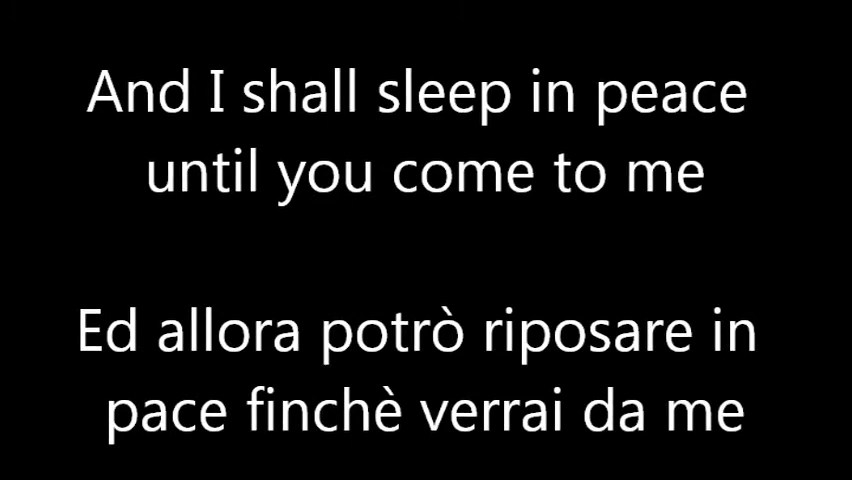 And I shall sleep in peace
until you come to me
Ed allora potrò riposare in
pace finchè verrai da me